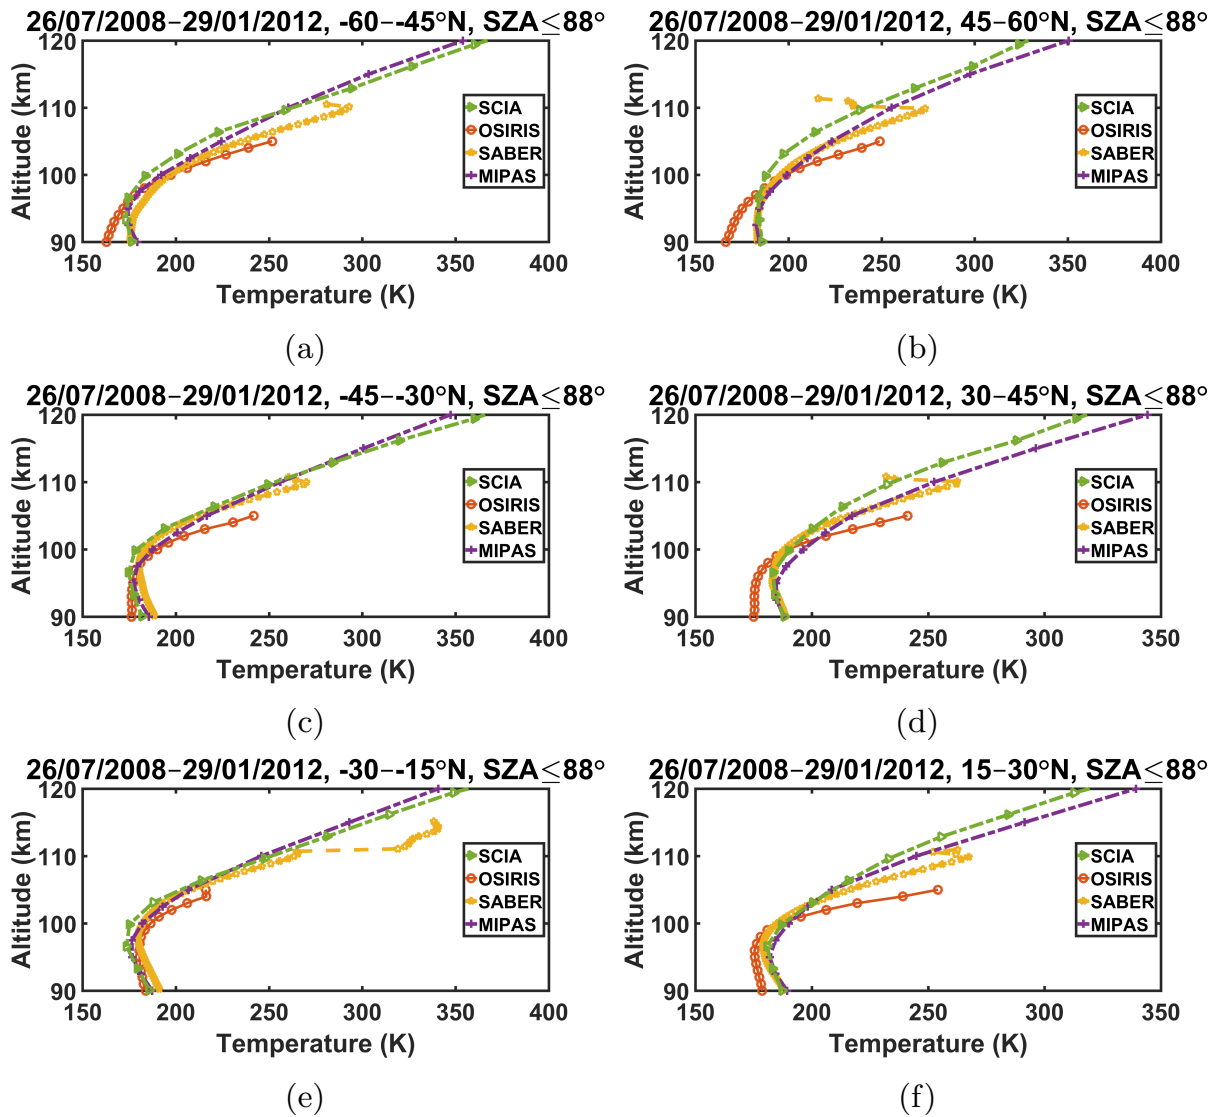 26/07/2008–29/01/2012, -60–-45°N, SZA≤88°
120
110
100
90
Altitude (km)
SCIA
OSIRIS
SABER
MIPAS
150 200 250 300 350 400
Temperature (K)
(a)
26/07/2008–29/01/2012, 45–60°N, SZA≤88°
120
110
100
90
Altitude (km)
SCIA
OSIRIS
SABER
MIPAS
150 200 250 300 350 400
Temperature (K)
(b)
26/07/2008–29/01/2012, -45–-30°N, SZA≤88°
120
110
100
90
Altitude (km)
SCIA
OSIRIS
SABER
MIPAS
150 200 250 300 350 400
Temperature (K)
(c)
26/07/2008–29/01/2012, 30–45°N, SZA≤88°
120
110
100
90
Altitude (km)
SCIA
OSIRIS
SABER
MIPAS
150 200 250 300 350
Temperature (K)
(d)
26/07/2008–29/01/2012, -30–-15°N, SZA≤88°
120
110
100
90
Altitude (km)
SCIA
OSIRIS
SABER
MIPAS
150 200 250 300 350 400
Temperature (K)
(e)
26/07/2008–29/01/2012, 15–30°N, SZA≤88°
120
110
100
90
Altitude (km)
SCIA
OSIRIS
SABER
MIPAS
150 200 250 300 350
Temperature (K)
(f)